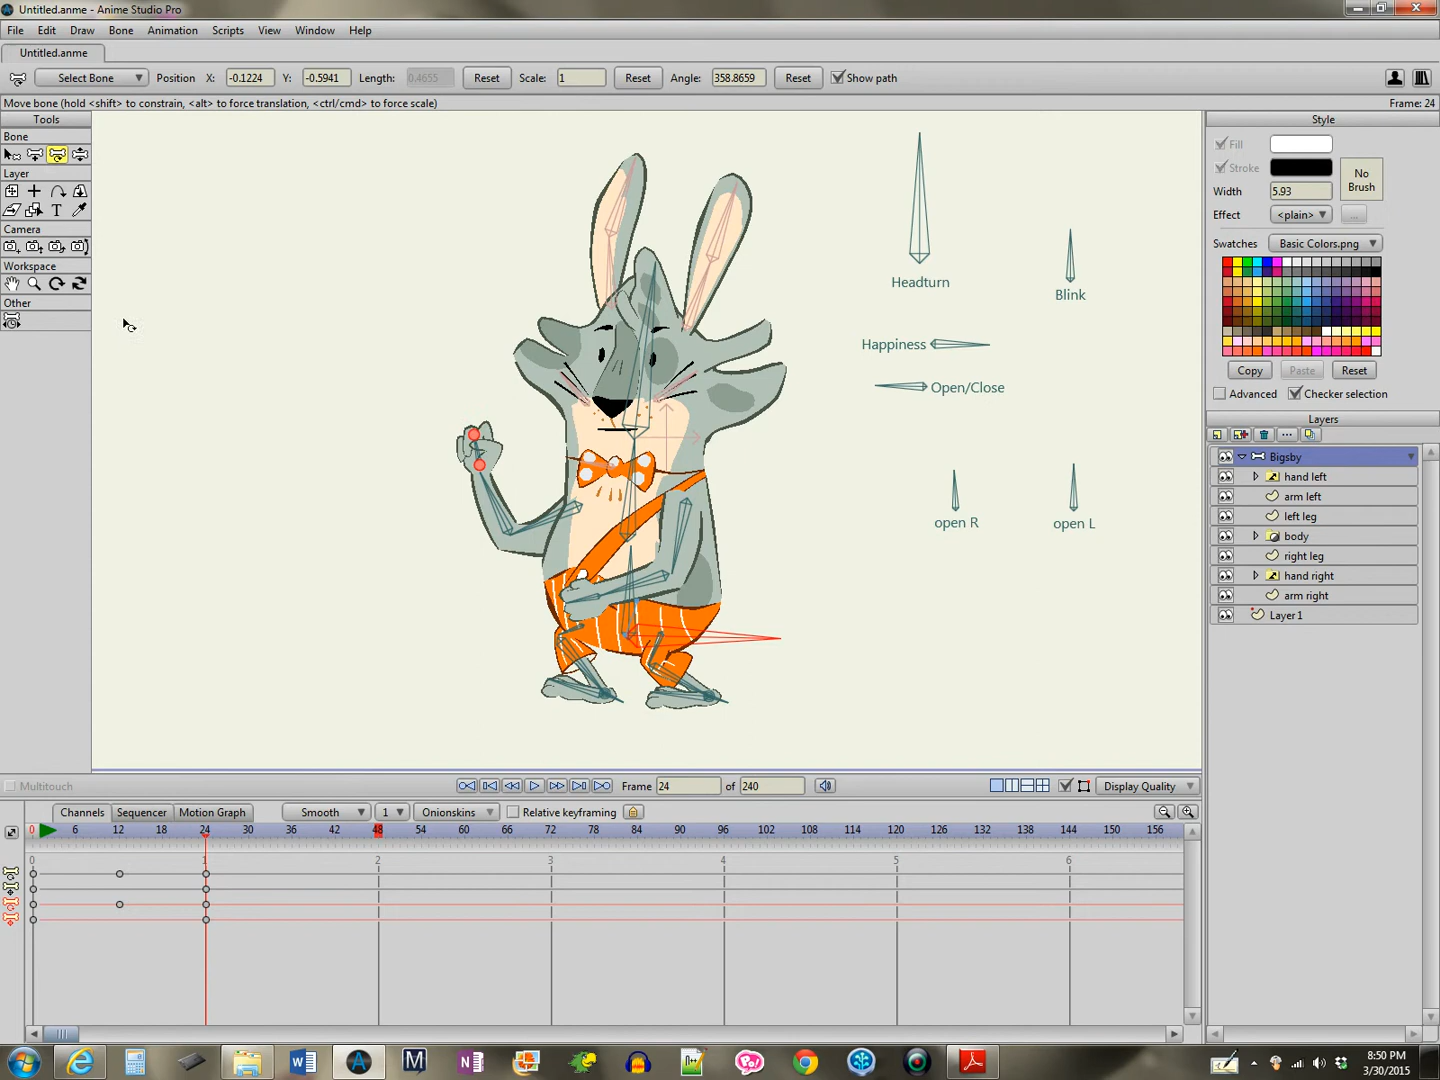 Untitled.anme - Anime Studio Pro
File Edit Draw Bone Animation Scripts View Window Help
Untitled.anme
Select Bone Position X: -0.1224 Y: -0.5941 Length: 0.4655 Reset Scale: 1 Reset Angle: 358.8659 Reset Show path
Move bone (hold <shift> to constrain, <alt> to force translation, <ctrl/cmd> to force scale) Frame: 24
Tools
Bone
Layer
T
Camera
Workspace
Other
Headturn
Blink
Happiness
Open/Close
open R
open L
Style
Fill
Stroke
No Brush
Width 5.93
Effect <plain> ...
Swatches Basic Colors.png
Copy Paste Reset
Advanced Checker selection
Layers
Bigsby
hand left
arm left
left leg
body
right leg
hand right
arm right
Layer 1
Multitouch Frame 24 of 240 Display Quality
Channels Sequencer Motion Graph Smooth 1 Onionskins Relative keyframing
0 6 12 18 24 30 36 42 48 54 60 66 72 78 84 90 96 102 108 114 120 126 132 138 144 150 156
0 1 2 3 4 5 6
8:50 PM
3/30/2015